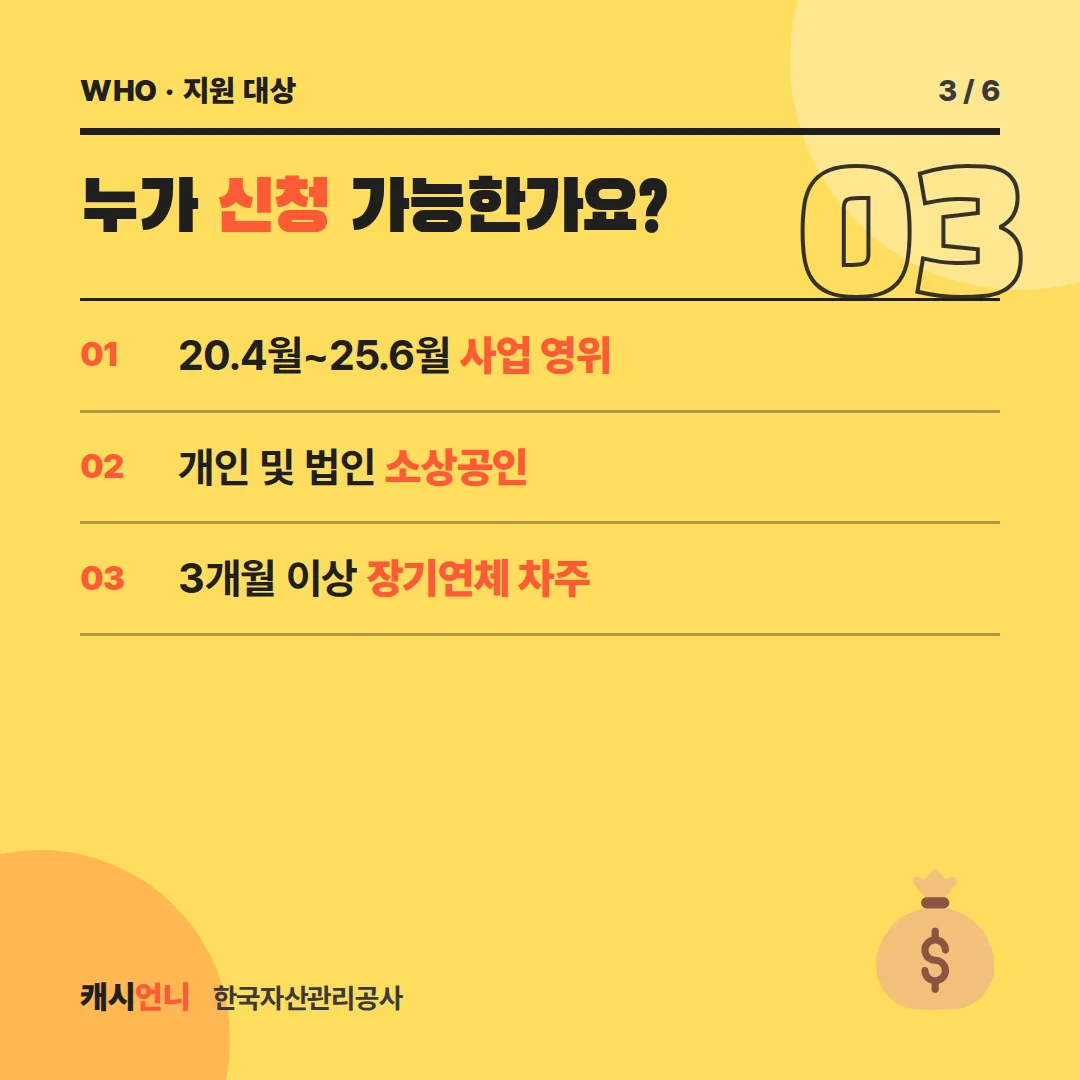 WHO · 지원 대상
3 / 6
누가 신청 가능한가요?
03
01 20.4월~25.6월 사업 영위
02 개인 및 법인 소상공인
03 3개월 이상 장기연체 차주
$
캐시언니 한국자산관리공사